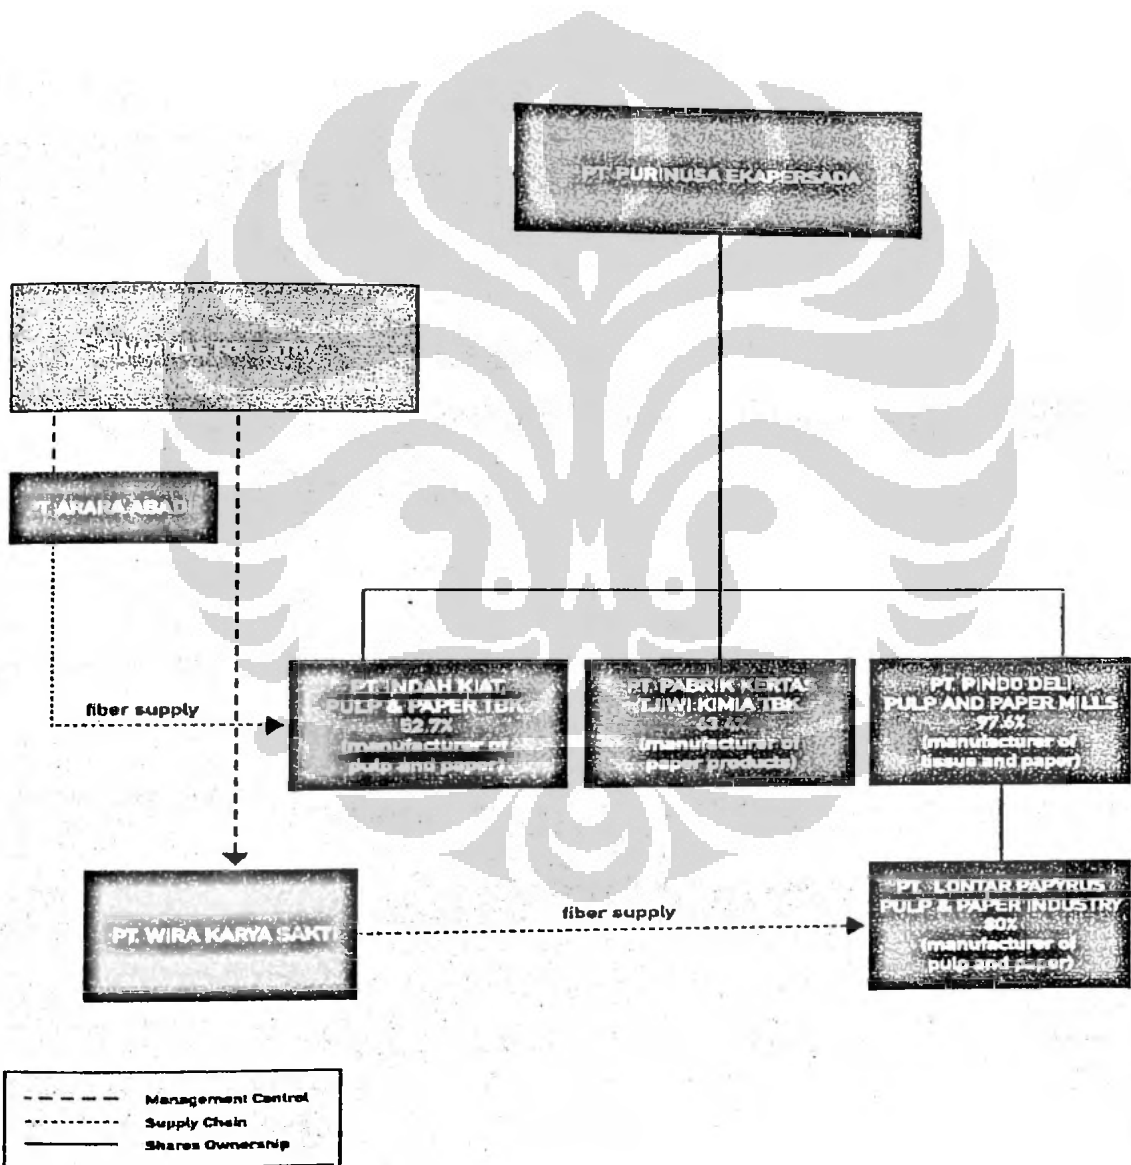 PT. PURINUSA EKAPERSADA
PT. ARARA ABADI
fiber supply
PT. INDAH KIAT
PULP & PAPER TBK.
52.7%
(manufacturer of
pulp and paper)
PT. PABRIK KERTAS
TJIWI KIMIA TBK.
63.4%
(manufacturer of
paper products)
PT. PINDO DELI
PULP AND PAPER MILLS
97.6%
(manufacturer of
tissue and paper)
PT. WIRA KARYA SAKTI
fiber supply
PT. LONTAR PAPYRUS
PULP & PAPER INDUSTRY
(manufacturer of
pulp and paper)
Management Control
Supply Chain
Shares Ownership